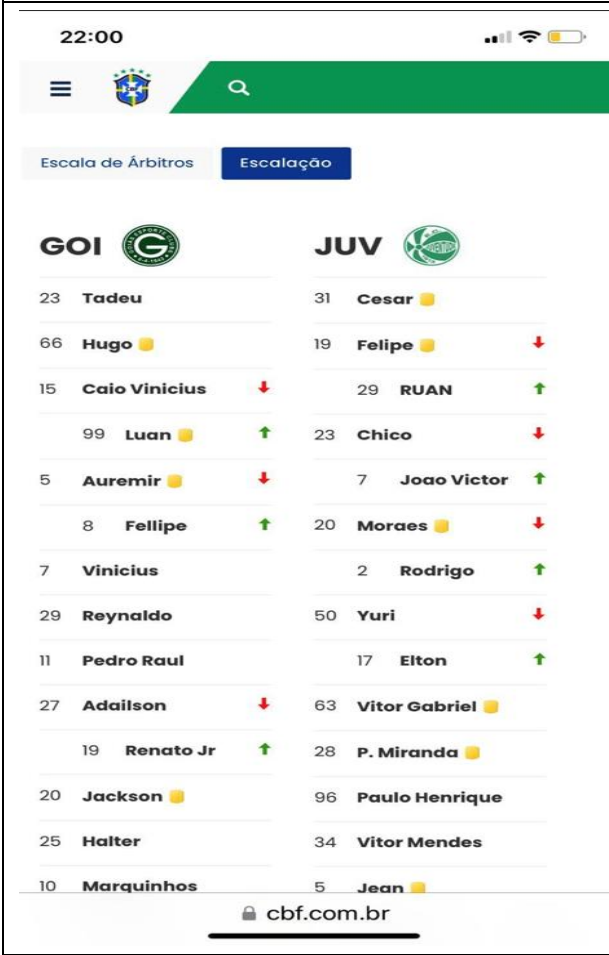 22:00
Escala de Árbitros
Escalação
GOI
JUV
23 Tadeu
66 Hugo
15 Caio Vinicius
99 Luan
5 Auremir
8 Fellipe
7 Vinicius
29 Reynaldo
11 Pedro Raul
27 Adailson
19 Renato Jr
20 Jackson
25 Halter
10 Marquinhos
31 Cesar
19 Felipe
29 RUAN
23 Chico
7 Joao Victor
20 Moraes
2 Rodrigo
50 Yuri
17 Elton
63 Vitor Gabriel
28 P. Miranda
96 Paulo Henrique
34 Vitor Mendes
5 Jean
cbf.com.br